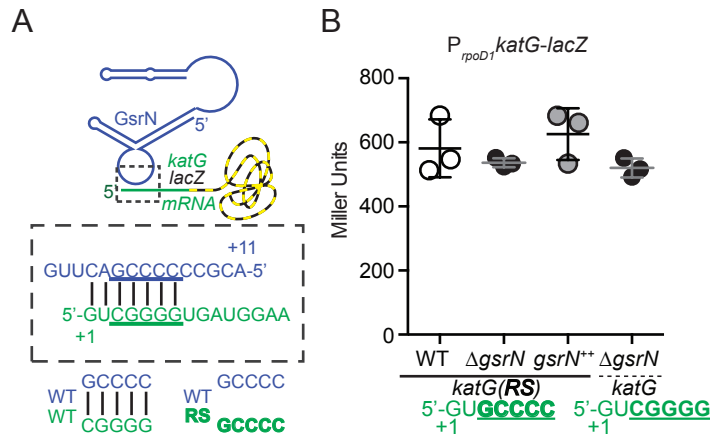 A
GsrN
5'
katG
lacZ
5'
mRNA
+11
GUUCAGCCCCCCGCA-5'
5'-GUCGGGGUGAUGGAA
+1
GCCCC
WT
WT
CGGGG
GCCCC
WT
RS
GCCCC
B
PrpoD1katG-lacZ
Miller Units
800
600
400
200
0
WT ΔgsrN gsrN++ ΔgsrN
katG(RS) katG
5'-GUGCCCC 5'-GUCGGGG
+1 +1